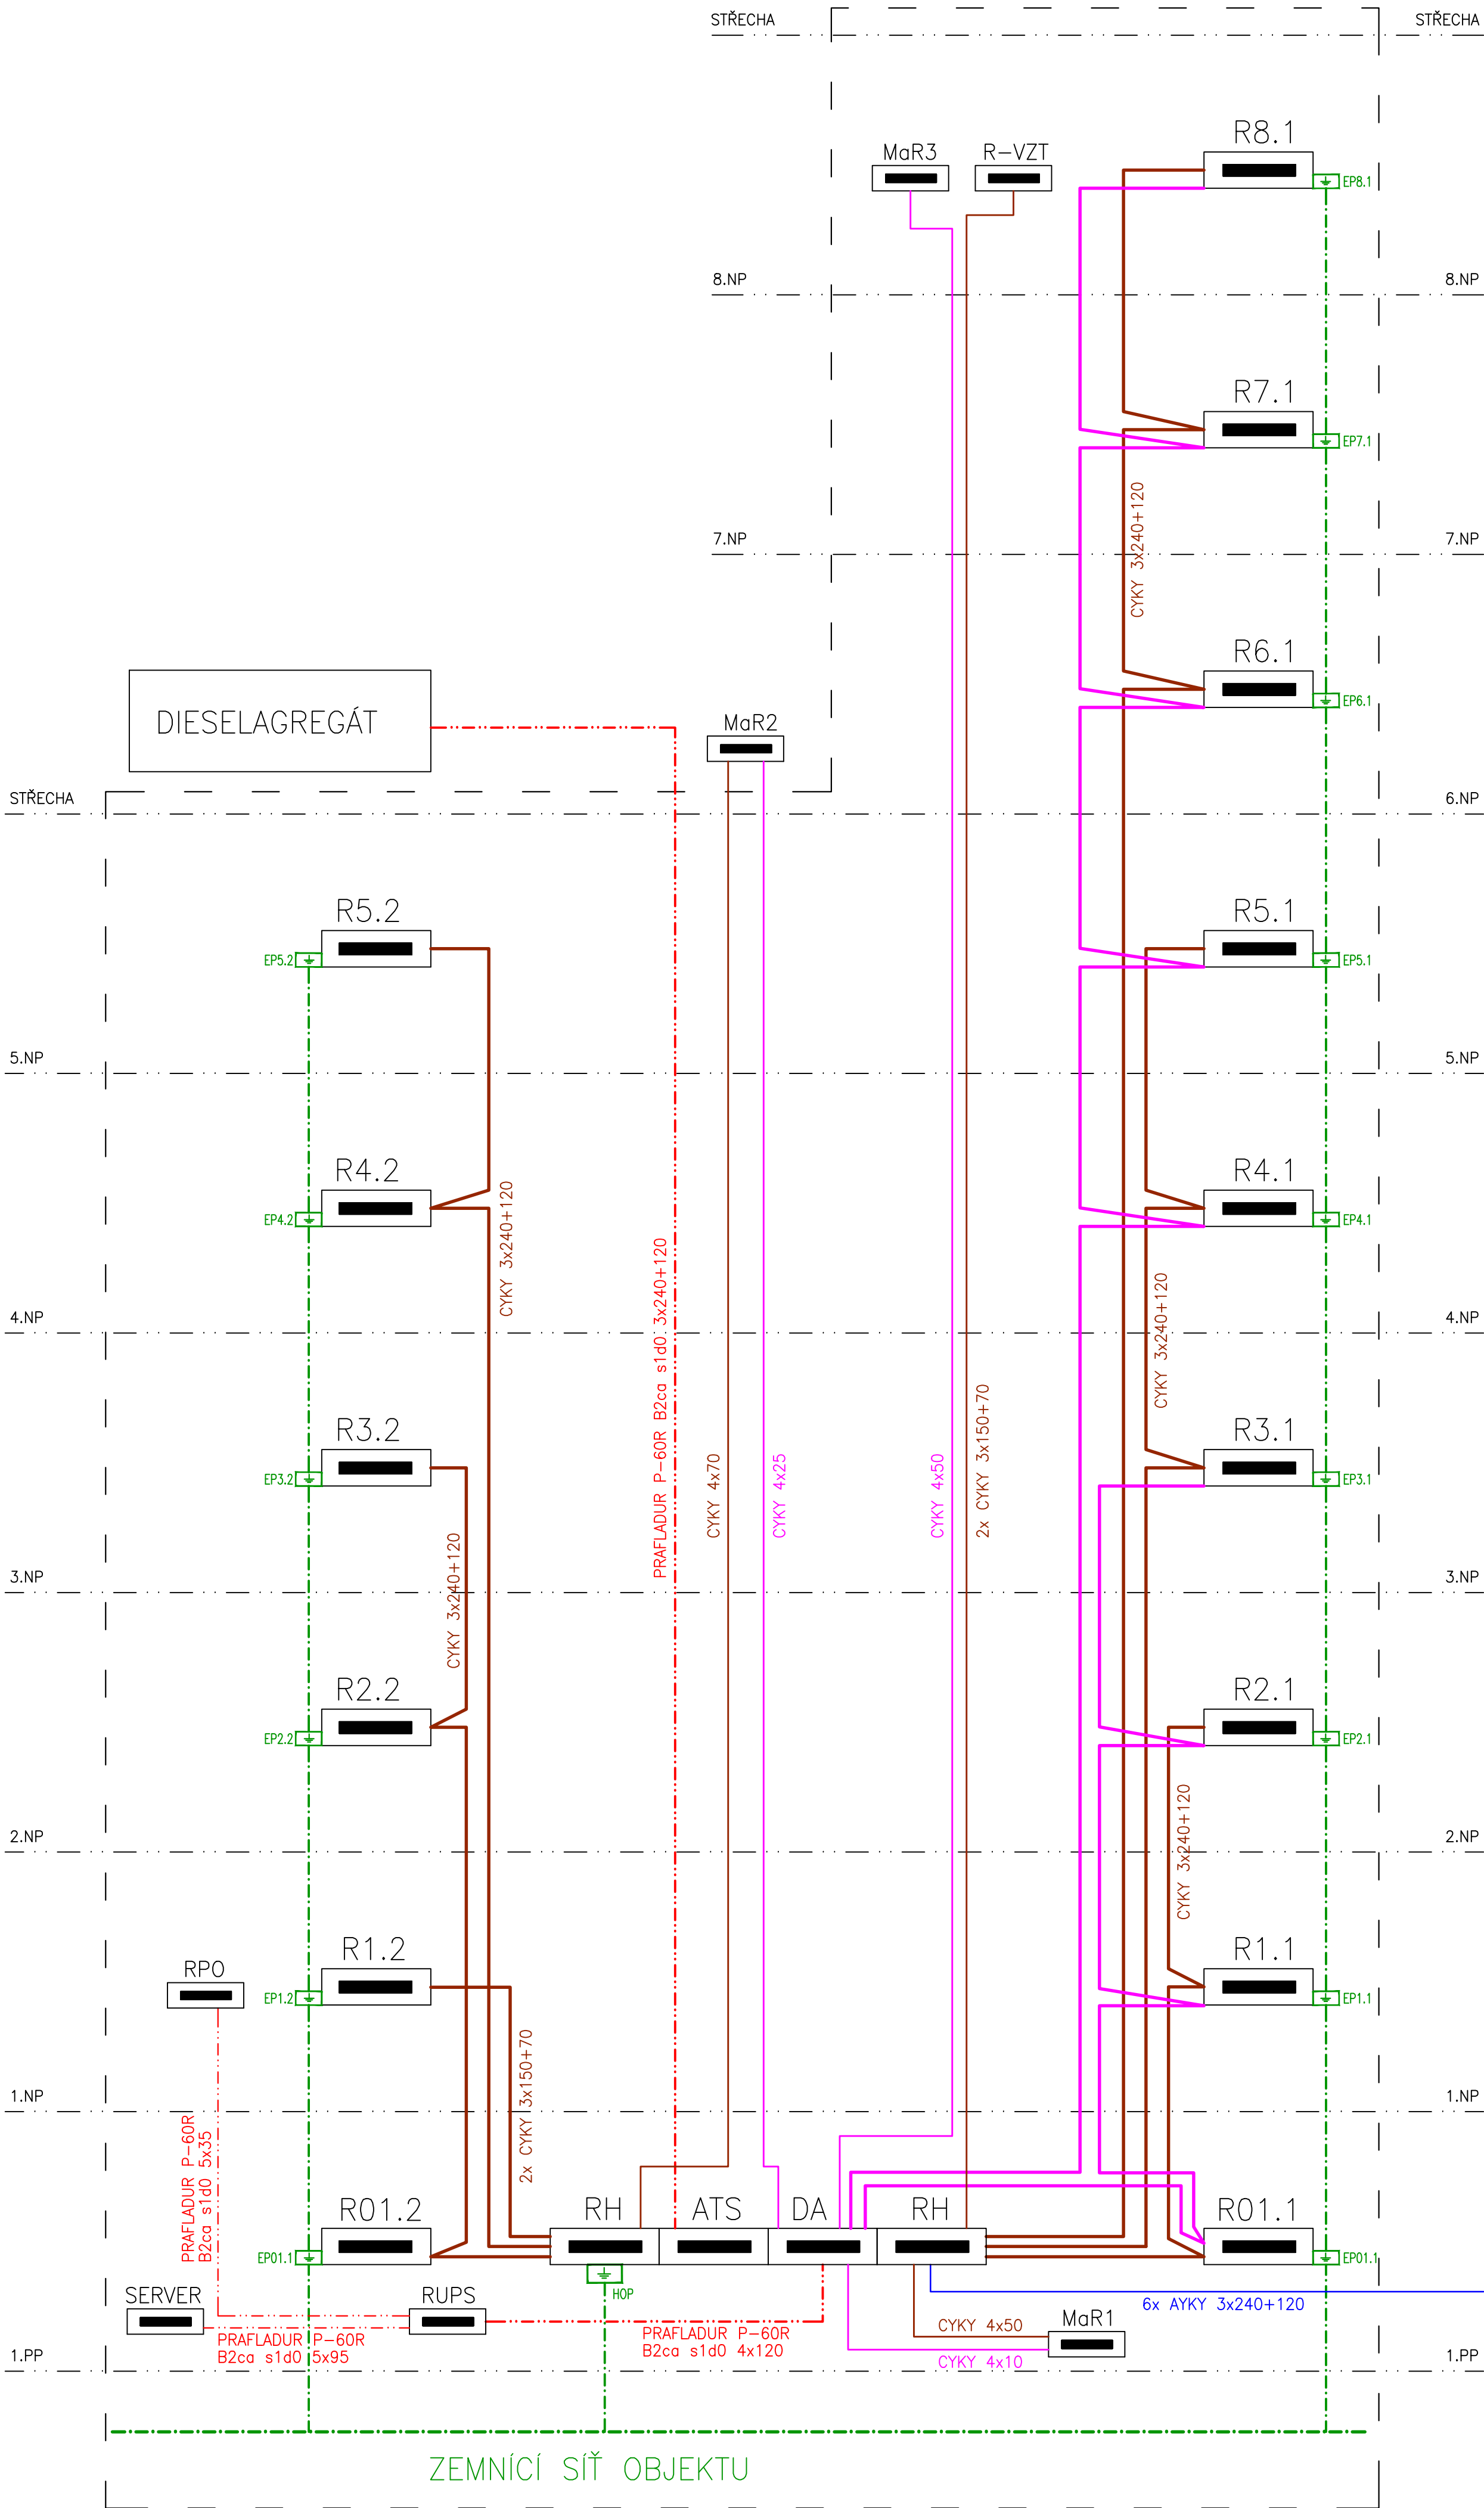 STŘECHA
STŘECHA
R8.1
MaR3
R-VZT
EP8.1
8.NP
8.NP
R7.1
EP7.1
CYKY 3x240+120
7.NP
7.NP
R6.1
EP6.1
DIESELAGREGÁT
MaR2
STŘECHA
6.NP
R5.2
R5.1
EP5.2
EP5.1
5.NP
5.NP
R4.2
R4.1
EP4.2
EP4.1
CYKY 3x240+120
PRAFLADUR P-60R B2ca s1d0 3x240+120
CYKY 3x240+120
4.NP
4.NP
R3.2
R3.1
EP3.2
EP3.1
CYKY 4x70
CYKY 4x25
CYKY 4x50
2x CYKY 3x150+70
CYKY 3x240+120
3.NP
3.NP
R2.2
R2.1
EP2.2
EP2.1
CYKY 3x240+120
2.NP
2.NP
R1.2
R1.1
RPO
EP1.2
EP1.1
2x CYKY 3x150+70
1.NP
1.NP
PRAFLADUR P-60R
B2ca s1d0 5x35
R01.2
RH
ATS
DA
RH
R01.1
EP01.1
EP01.1
HOP
SERVER
RUPS
6x AYKY 3x240+120
MaR1
CYKY 4x50
PRAFLADUR P-60R
B2ca s1d0 5x95
PRAFLADUR P-60R
B2ca s1d0 4x120
CYKY 4x10
1.PP
1.PP
ZEMNÍCÍ SÍŤ OBJEKTU